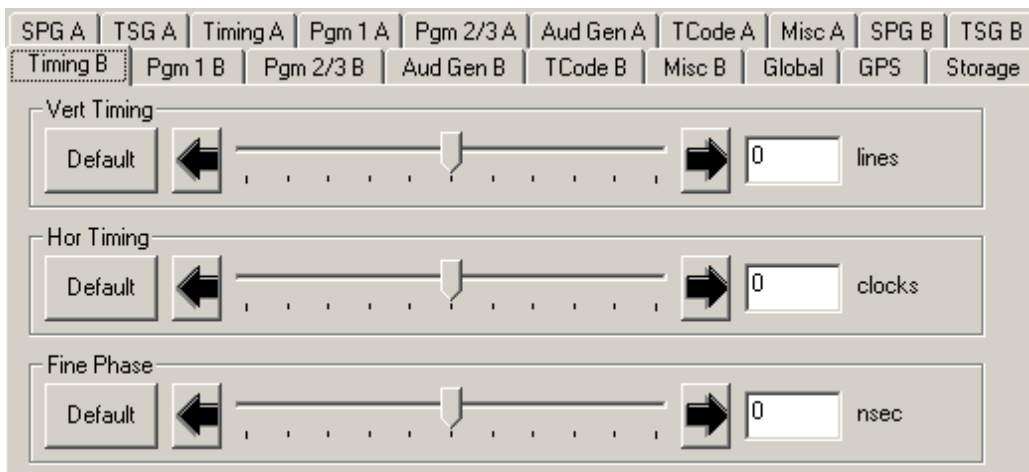 SPG A TSG A Timing A Pgm 1 A Pgm 2/3 A Aud Gen A TCode A Misc A SPG B TSG B
Timing B Pgm 1 B Pgm 2/3 B Aud Gen B TCode B Misc B Global GPS Storage
Vert Timing
Default 0 lines
Hor Timing
Default 0 clocks
Fine Phase
Default 0 nsec